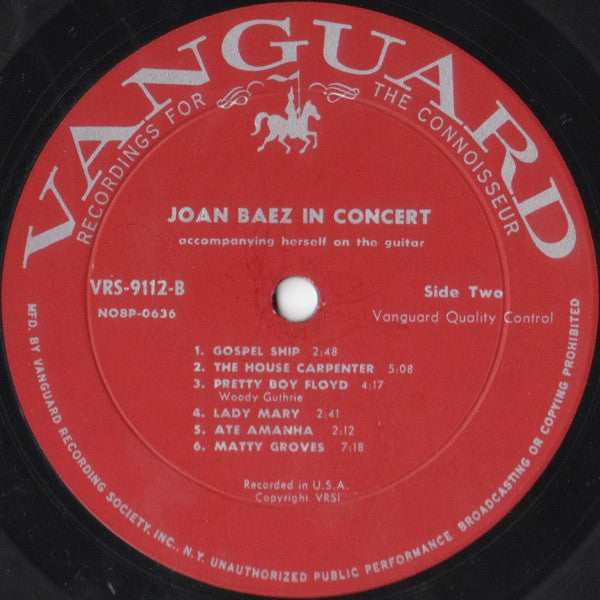 VANGUARD
RECORDINGS FOR THE CONNOISSEUR
JOAN BAEZ IN CONCERT
accompanying herself on the guitar
VRS-9112-B
NO8P-0636
Side Two
Vanguard Quality Control
1. GOSPEL SHIP 2:48
2. THE HOUSE CARPENTER 5:08
3. PRETTY BOY FLOYD 4:17
Woody Guthrie
4. LADY MARY 2:41
5. ATE AMANHA 2:12
6. MATTY GROVES 7:18
Recorded in U.S.A.
Copyright VRSI
MFD. BY VANGUARD RECORDING SOCIETY, INC., N.Y. UNAUTHORIZED PUBLIC PERFORMANCE BROADCASTING OR COPYING PROHIBITED